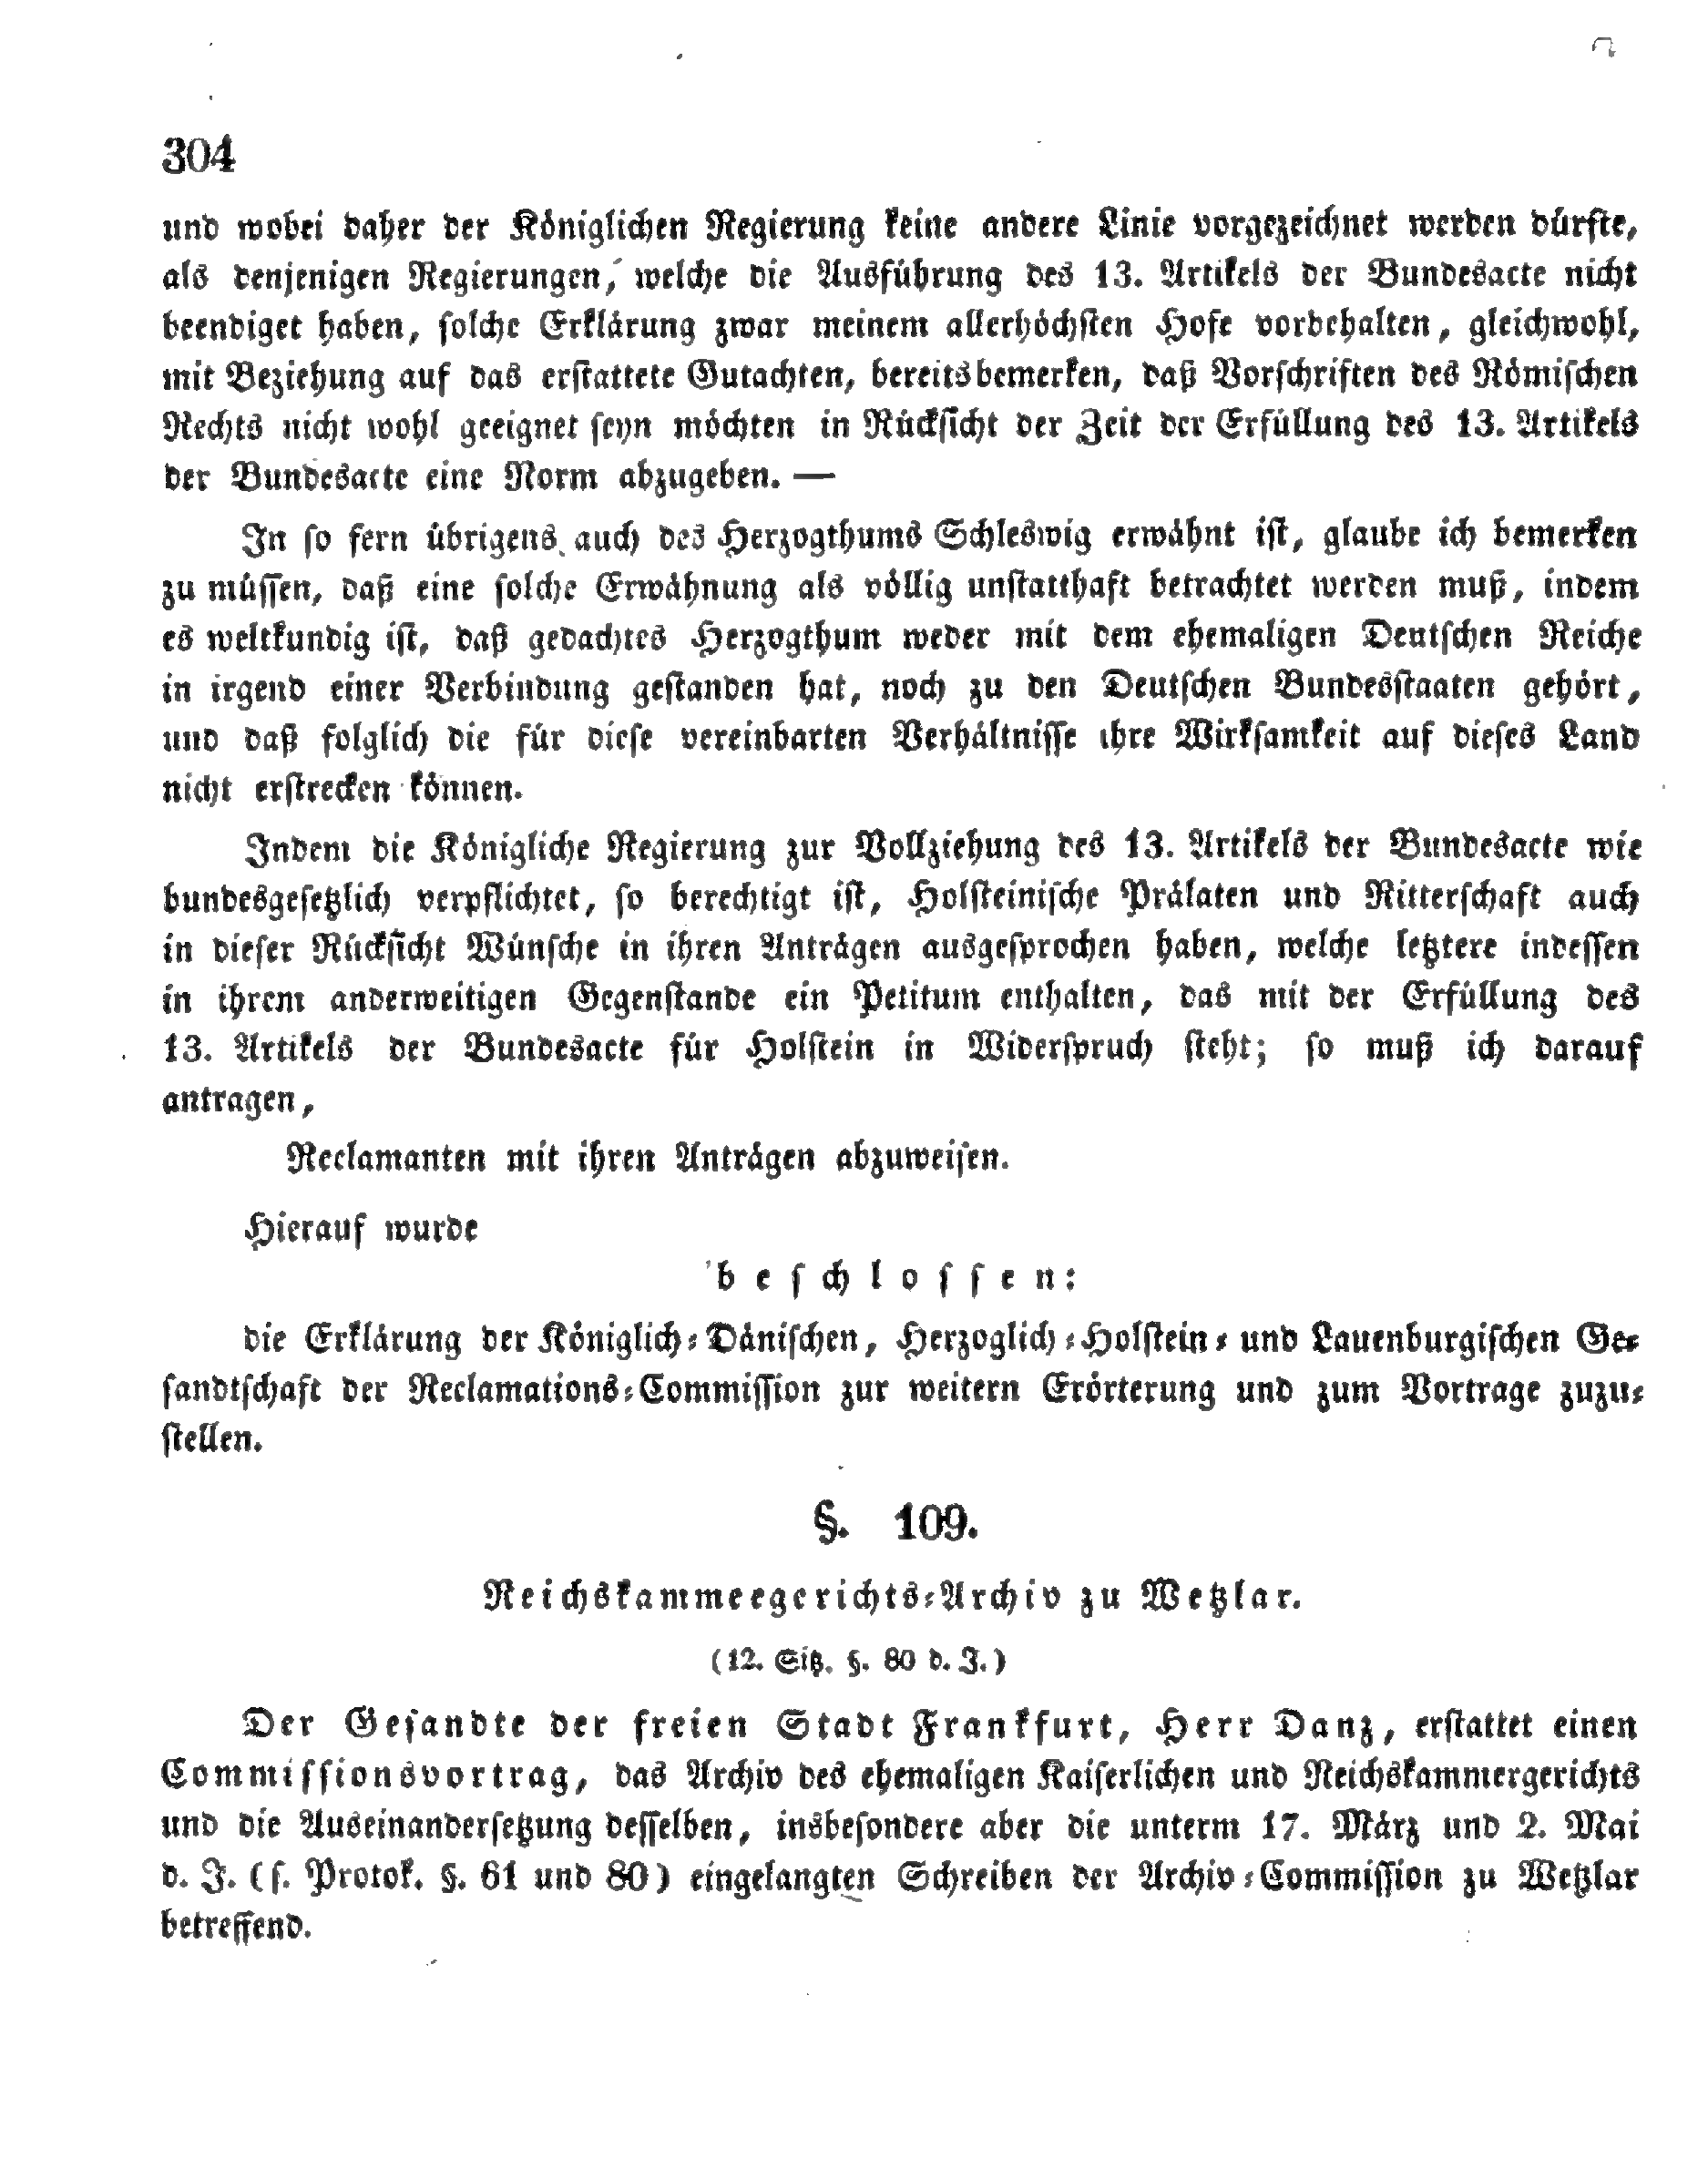 304
und wobei daher der Königlichen Regierung keine andere Linie vorgezeichnet werden dürfte,
als denjenigen Regierungen, welche die Ausführung des 13. Artikels der Bundesacte nicht
beendiget haben, solche Erklärung zwar meinem allerhöchsten Hofe vorbehalten, gleichwohl,
mit Beziehung auf das erstattete Gutachten, bereits bemerken, daß Vorschriften des Römischen
Rechts nicht wohl geeignet seyn möchten in Rücksicht der Zeit der Erfüllung des 13. Artikels
der Bundesacte eine Norm abzugeben. —
In so fern übrigens auch des Herzogthums Schleswig erwähnt ist, glaube ich bemerken
zu müssen, daß eine solche Erwähnung als völlig unstatthaft betrachtet werden muß, indem
es weltkundig ist, daß gedachtes Herzogthum weder mit dem ehemaligen Deutschen Reiche
in irgend einer Verbindung gestanden hat, noch zu den Deutschen Bundesstaaten gehört,
und daß folglich die für diese vereinbarten Verhältnisse ihre Wirksamkeit auf dieses Land
nicht erstrecken können.
Indem die Königliche Regierung zur Vollziehung des 13. Artikels der Bundesacte wie
bundesgesetzlich verpflichtet, so berechtigt ist, Holsteinische Prälaten und Ritterschaft auch
in dieser Rücksicht Wünsche in ihren Anträgen ausgesprochen haben, welche letztere indessen
in ihrem anderweitigen Gegenstande ein Petitum enthalten, das mit der Erfüllung des
13. Artikels der Bundesacte für Holstein in Widerspruch steht; so muß ich darauf
antragen,
Reclamanten mit ihren Anträgen abzuweisen.
Hierauf wurde
beschlossen:
die Erklärung der Königlich-Dänischen, Herzoglich-Holstein- und Lauenburgischen Ge-
sandtschaft der Reclamations-Commission zur weitern Erörterung und zum Vortrage zuzu-
stellen.
§. 109.
Reichskammergerichts-Archiv zu Wetzlar.
(12. Sitz. §. 80 d. J.)
Der Gesandte der freien Stadt Frankfurt, Herr Danz, erstattet einen
Commissionsvortrag, das Archiv des ehemaligen Kaiserlichen und Reichskammergerichts
und die Auseinandersetzung desselben, insbesondere aber die unterm 17. März und 2. Mai
d. J. (s. Protok. §. 61 und 80) eingelangten Schreiben der Archiv-Commission zu Wetzlar
betreffend.